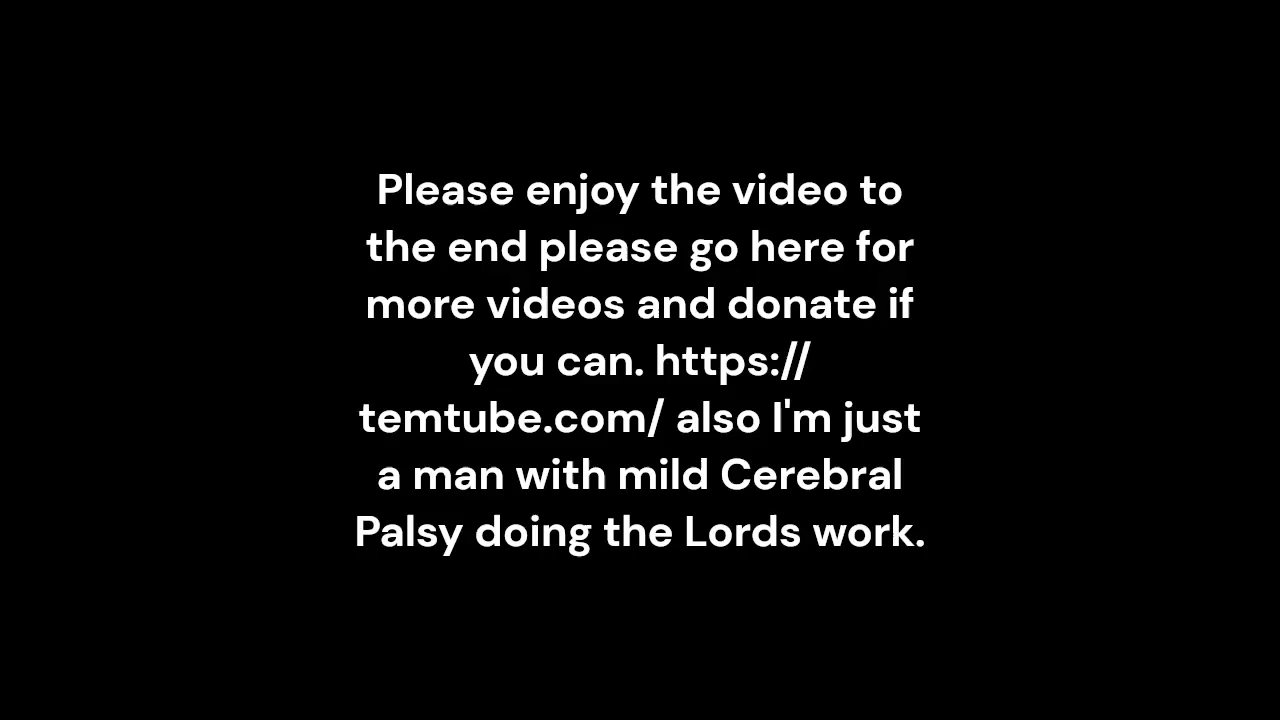 Please enjoy the video to
the end please go here for
more videos and donate if
you can. https://
temtube.com/ also I'm just
a man with mild Cerebral
Palsy doing the Lords work.